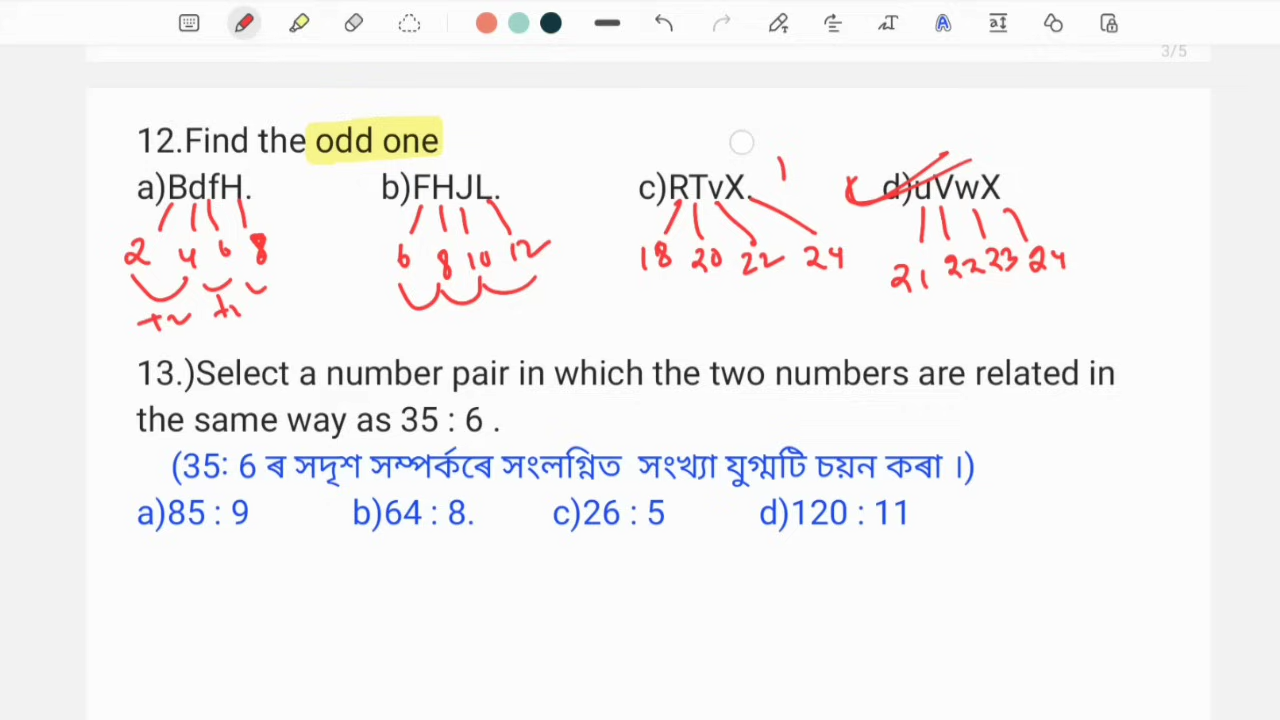 3/5
12.Find the odd one
a)BdfH. b)FHJL. c)RTvX. d)uVwX
2 4 6 8 6 8 10 12 18 20 22 24 21 22 23 24
+2
13.)Select a number pair in which the two numbers are related in
the same way as 35 : 6 .
(35: 6 ৰ সদৃশ সম্পৰ্কৰে সংলগ্নিত সংখ্যা যুগ্মটি চয়ন কৰা ।)
a)85 : 9 b)64 : 8. c)26 : 5 d)120 : 11